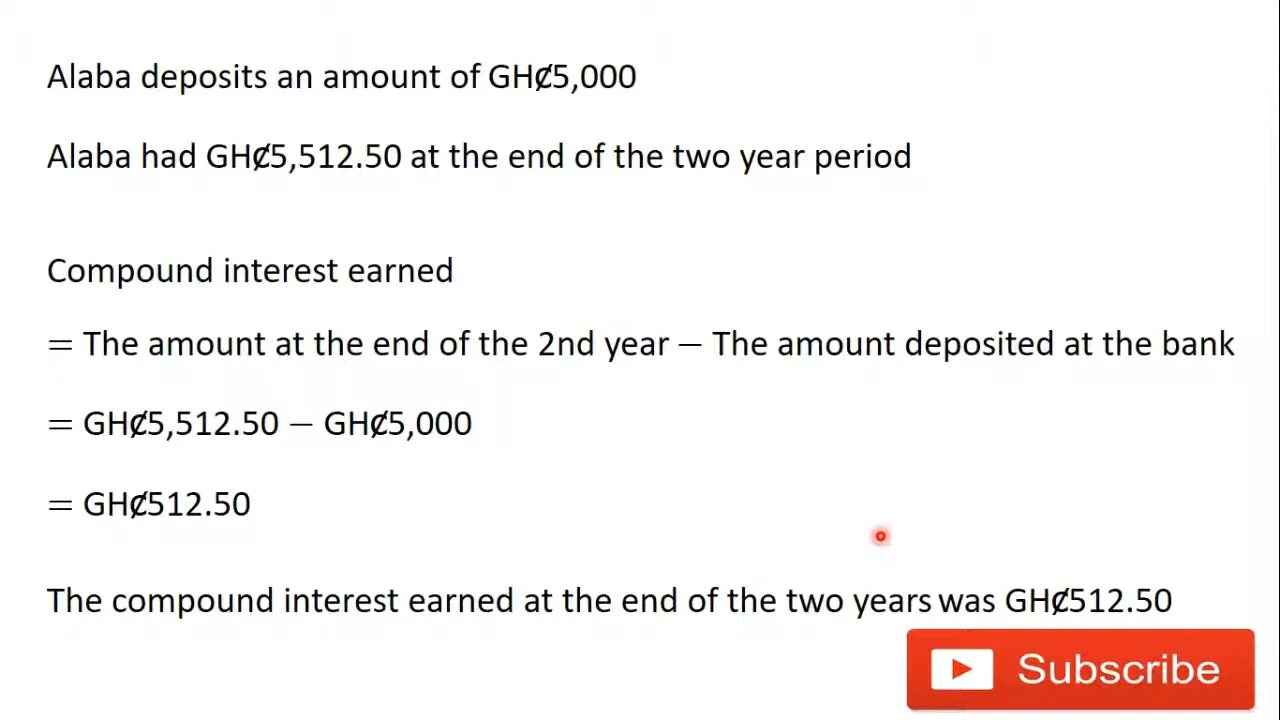 Alaba deposits an amount of GH₵5,000
Alaba had GH₵5,512.50 at the end of the two year period
Compound interest earned
= The amount at the end of the 2nd year − The amount deposited at the bank
= GH₵5,512.50 − GH₵5,000
= GH₵512.50
The compound interest earned at the end of the two years was GH₵512.50
Subscribe